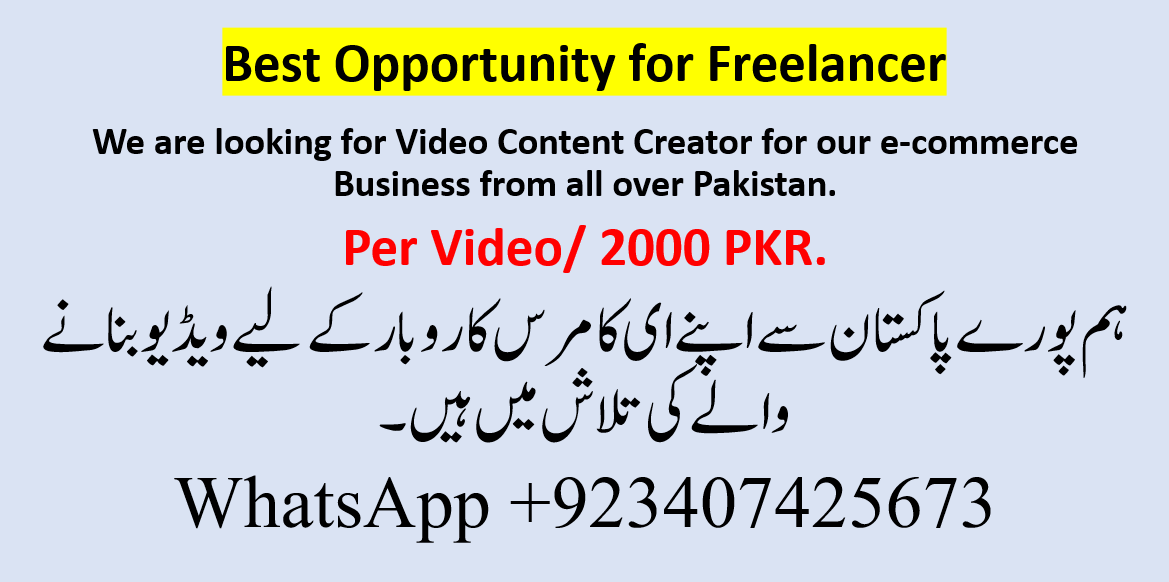 Best Opportunity for Freelancer
We are looking for Video Content Creator for our e-commerce
Business from all over Pakistan.
Per Video/ 2000 PKR.
ہم پورے پاکستان سے اپنے ای کامرس کاروبار کے لیے ویڈیو بنانے
والے کی تلاش میں ہیں۔
WhatsApp +923407425673